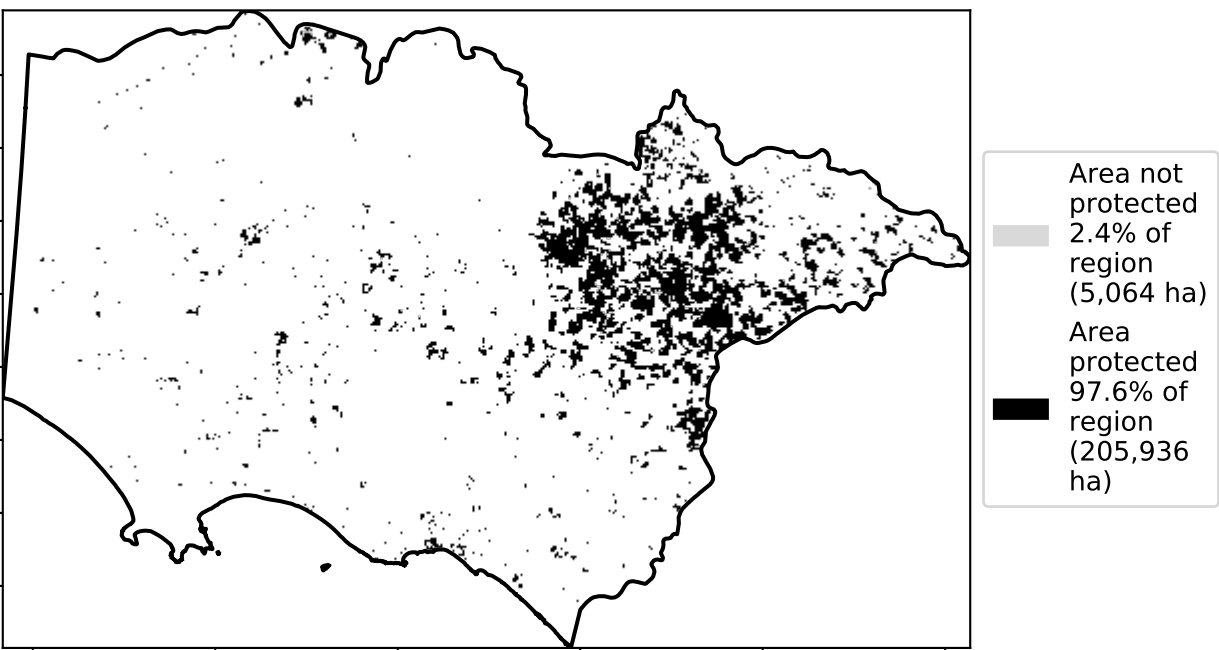 Area not
protected
2.4% of
region
(5,064 ha)
Area
protected
97.6% of
region
(205,936
ha)